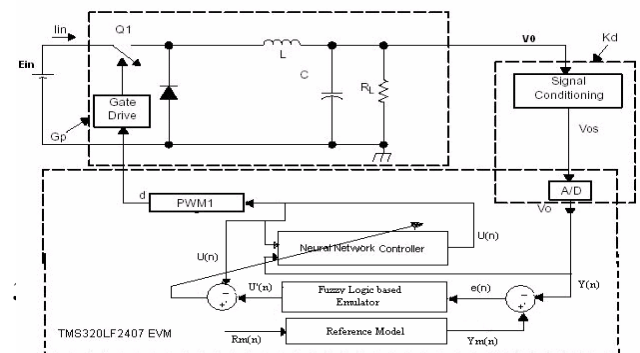 Iin
Q1
Ein
L
C
RL
V0
Kd
Signal
Conditioning
Gate
Drive
Gp
Vos
A/D
Vo
d
PWM1
U(n)
U(n)
Neural Network Controller
Y(n)
U'(n)
Fuzzy Logic based
Emulator
e(n)
TMS320LF2407 EVM
Rm(n)
Reference Model
Ym(n)